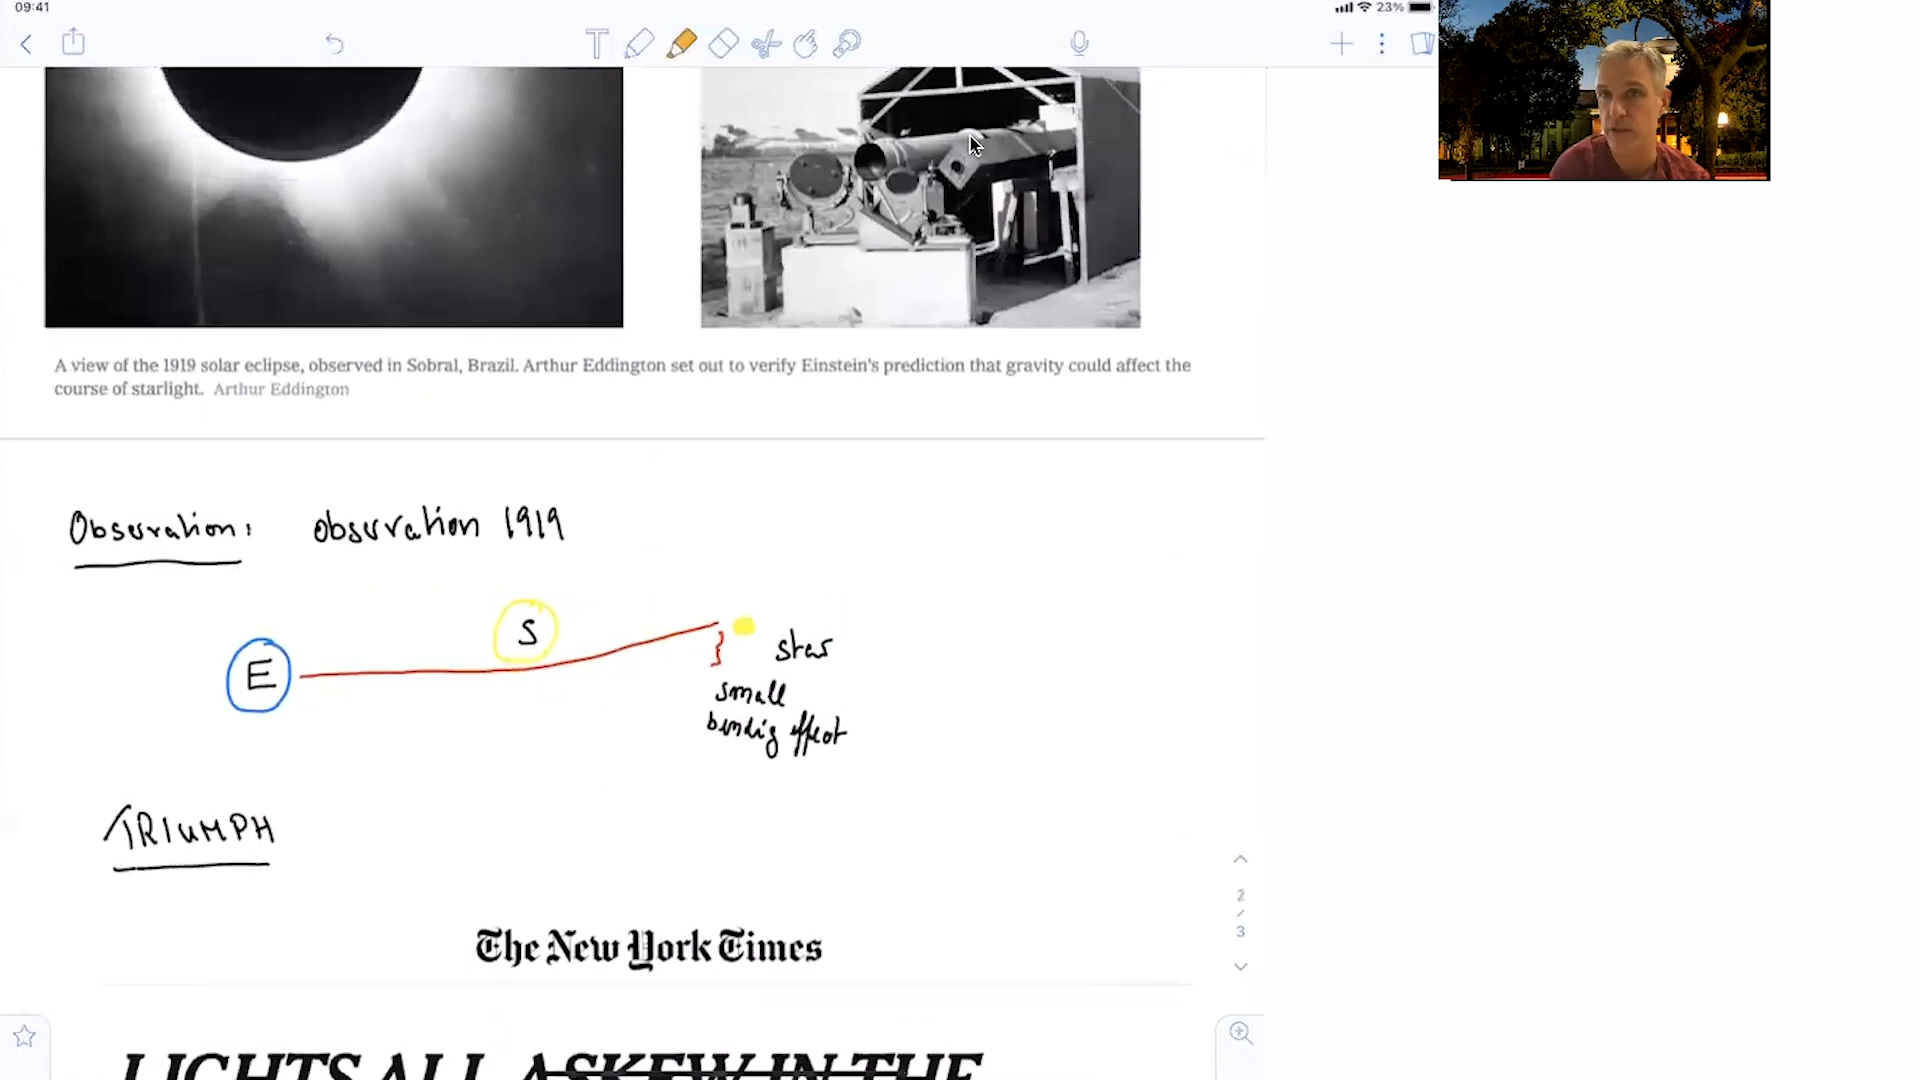 09:41
23%
A view of the 1919 solar eclipse, observed in Sobral, Brazil. Arthur Eddington set out to verify Einstein's prediction that gravity could affect the
course of starlight. Arthur Eddington
Observation: observation 1919
S
E
star
small
bending effect
TRIUMPH
2
/
3
The New York Times
LIGHTS ALL ASKEW IN THE